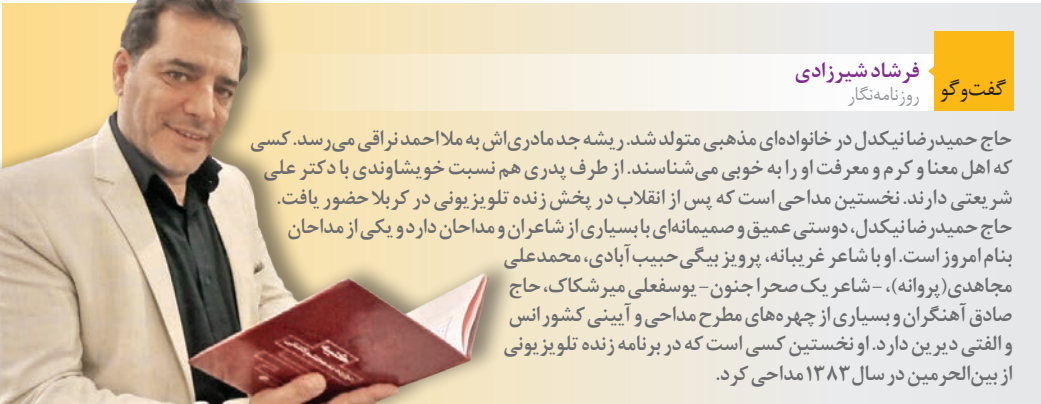 گفت‌وگو
فرشاد شیرزادی
روزنامه‌نگار
حاج حمیدرضا نیکدل در خانواده‌ای مذهبی متولد شد. ریشه جد مادری‌اش به ملا احمد نراقی می‌رسد. کسی
که اهل معنا و کرم و معرفت او را به خوبی می‌شناسند. از طرف پدری هم نسبت خویشاوندی با دکتر علی
شریعتی دارند. نخستین مداحی است که پس از انقلاب در پخش زنده تلویزیونی در کربلا حضور یافت.
حاج حمیدرضا نیکدل، دوستی عمیق و صمیمانه‌ای با بسیاری از شاعران و مداحان دارد و یکی از مداحان
بنام امروز است. او با شاعر غریبانه، پرویز بیگی حبیب آبادی، محمدعلی
مجاهدی(پروانه)، -شاعر یک صحرا جنون- یوسفعلی میرشکاک، حاج
صادق آهنگران و بسیاری از چهره‌های مطرح مداحی و آیینی کشور انس
و الفتی دیرین دارد. او نخستین کسی است که در برنامه زنده تلویزیونی
از بین‌الحرمین در سال ۱۳۸۳ مداحی کرد.